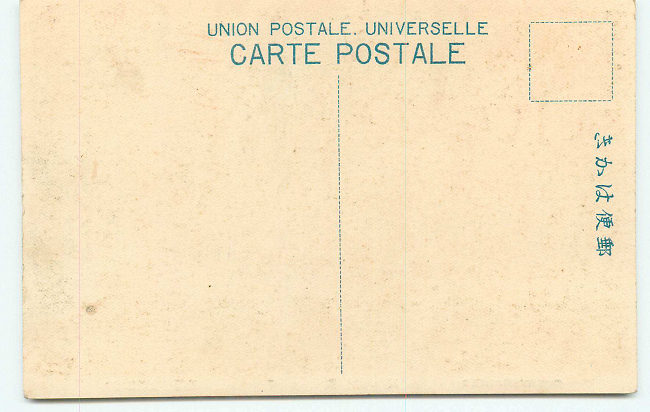 UNION POSTALE. UNIVERSELLE
CARTE POSTALE
郵便はかき